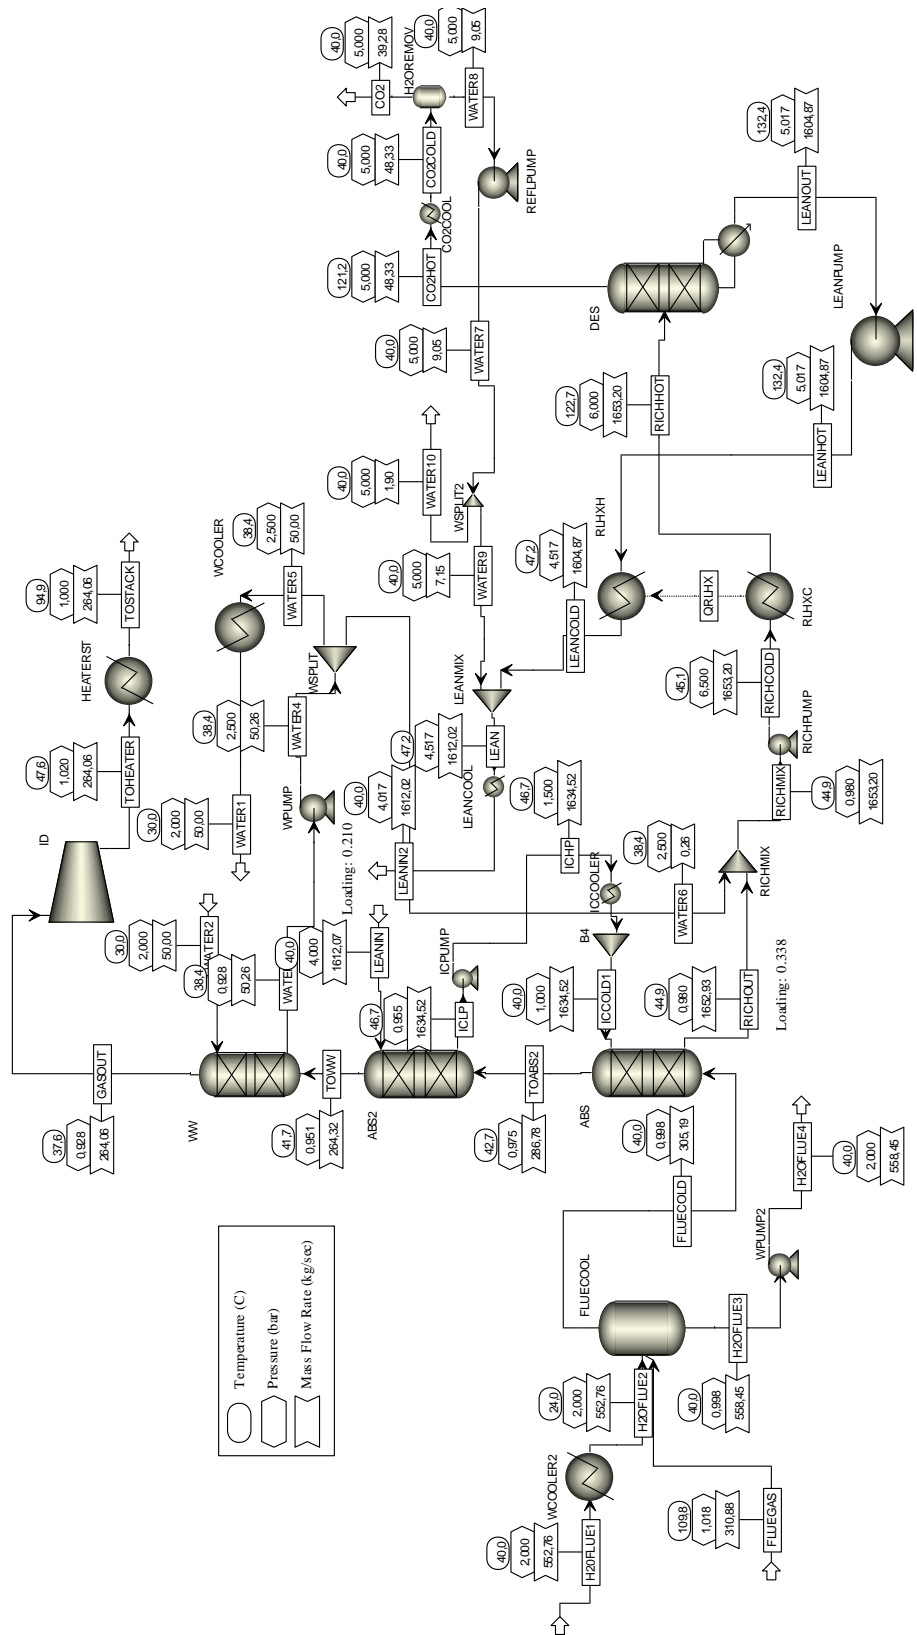 Temperature (C)
Pressure (bar)
Mass Flow Rate (kg/sec)
H20FLUE1
40,0
2,000
552,76
WCOOLER2
H2OFLUE2
24,0
2,000
552,76
FLUEGAS
109,8
1,018
310,88
FLUECOOL
H2OFLUE3
40,0
0,998
558,45
WPUMP2
H2OFLUE4
40,0
2,000
558,45
FLUECOLD
40,0
0,998
305,19
ABS
TOABS2
42,7
0,975
286,78
ABS2
TOWW
41,7
0,951
264,32
WW
GASOUT
37,6
0,928
264,06
ID
TOHEATER
47,6
1,020
264,06
HEATERST
TOSTACK
94,9
1,000
264,06
WATER2
30,0
2,000
50,00
38,4
0,928
50,26
WPUMP
WATER4
38,4
2,500
50,26
WSPLIT
WATER5
38,4
2,500
50,00
WCOOLER
WATER1
30,0
2,000
50,00
WATER6
38,4
2,500
0,26
LEANIN
40,0
4,000
1612,07
Loading: 0.210
ICLP
46,7
0,955
1634,52
ICPUMP
ICHP
46,7
1,500
1634,52
ICCOOLER
B4
ICCOLD1
40,0
1,000
1634,52
RICHOUT
44,9
0,980
1652,93
Loading: 0.338
RICHMIX
RICHMIX
44,9
0,980
1653,20
RICHPUMP
RICHCOLD
45,1
6,500
1653,20
RLHXC
QRLHX
RLHXH
RICHHOT
122,7
6,000
1653,20
DES
LEANOUT
132,4
5,017
1604,87
LEANPUMP
LEANHOT
132,4
5,017
1604,87
LEANCOLD
47,2
4,517
1604,87
LEANMIX
LEAN
47,2
4,517
1612,02
LEANCOOL
LEANIN2
40,0
4,017
1612,02
CO2HOT
121,2
5,000
48,33
CO2COOL
CO2COLD
40,0
5,000
48,33
H2OREMOV
CO2
40,0
5,000
39,28
WATER8
40,0
5,000
9,05
REFLPUMP
WATER7
40,0
5,000
9,05
WSPLIT2
WATER10
40,0
5,000
1,90
WATER9
40,0
5,000
7,15